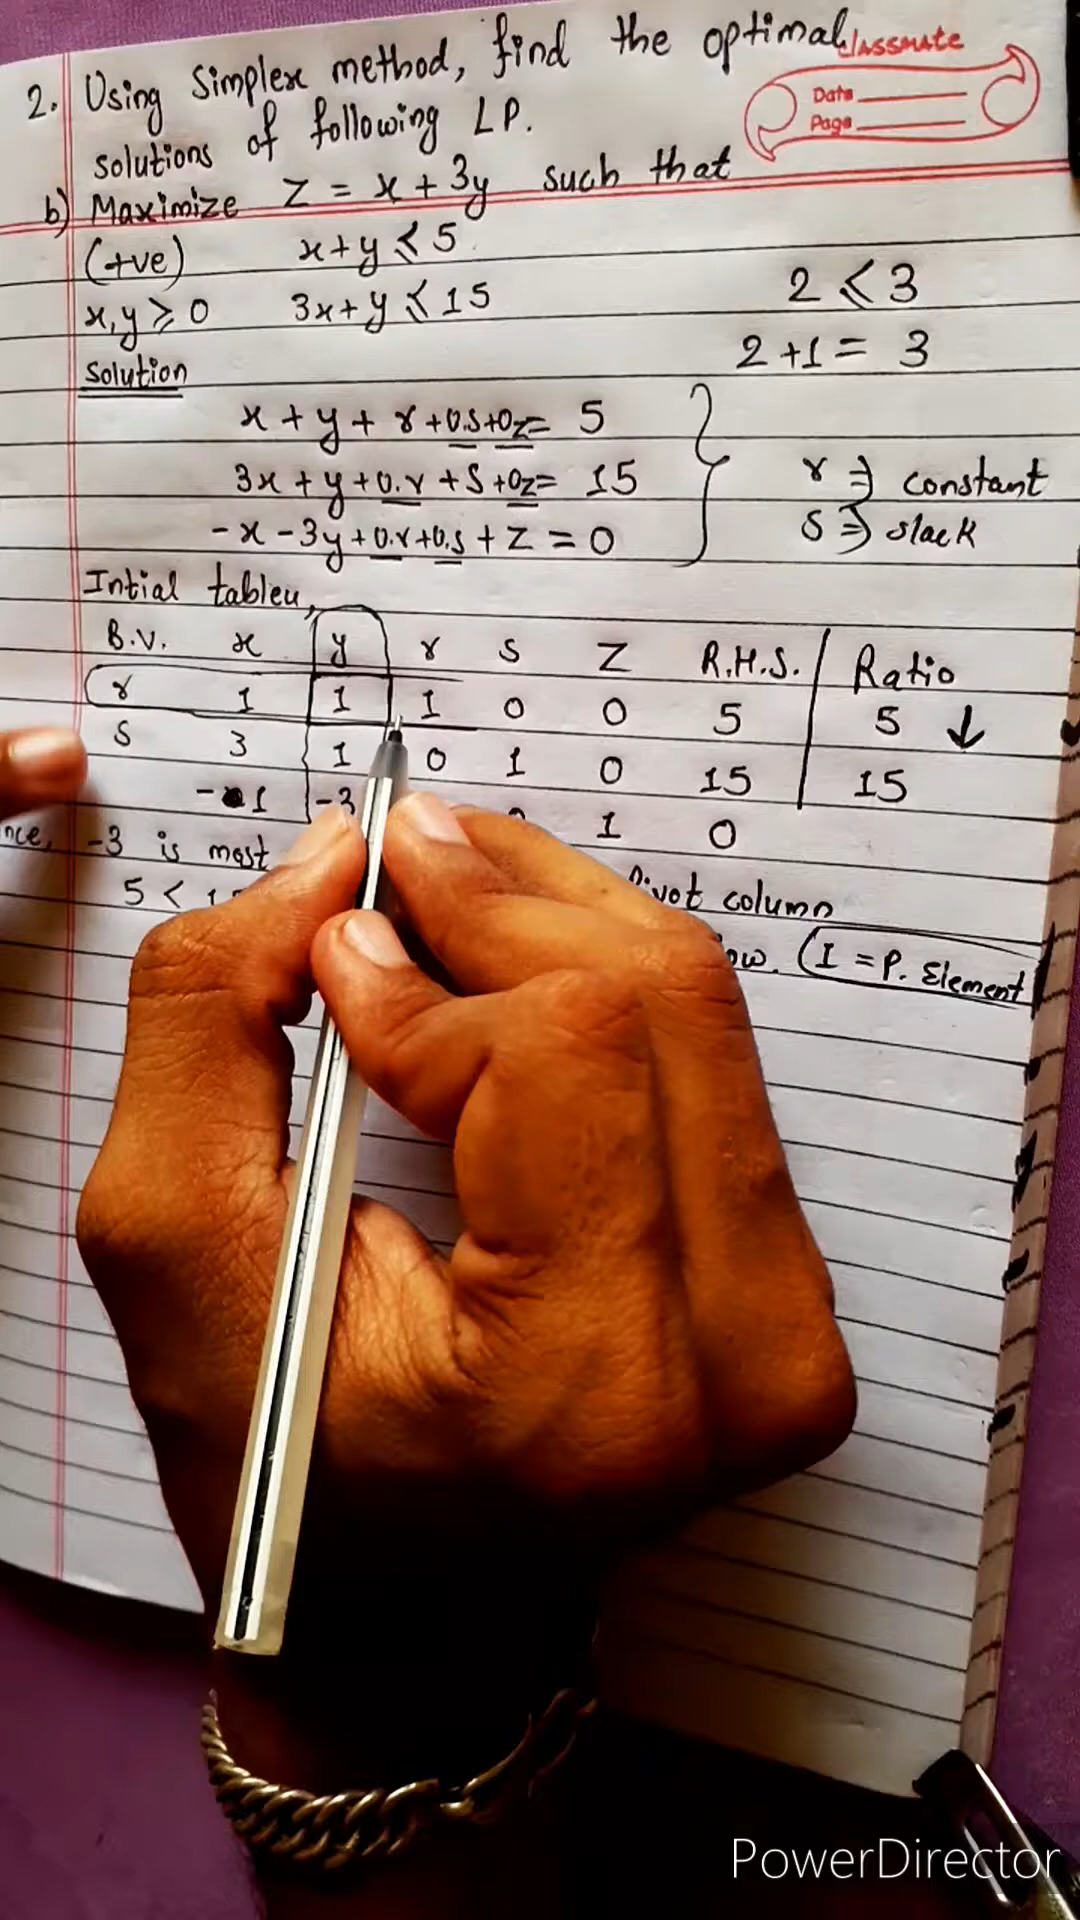 2. Using Simplex method, find the optimal
solutions of following LP.
classmate
Date
Page
b) Maximize Z = x + 3y such that
(+ve) x+y ≤ 5
x,y ≥ 0 3x+y ≤ 15
2 ≤ 3
2 +1 = 3
Solution
x + y + r + 0.s + 0z = 5
3x + y + 0.r + s + 0z = 15
-x - 3y + 0.r + 0.s + z = 0
r ⇒ constant
s ⇒ slack
Intial tableu,
B.V. x y r s Z R.H.S. Ratio
r 1 1 1 0 0 5 5 ↓
s 3 1 0 1 0 15 15
-1 -3 1 0
-3 is most Pivot column
5 < (1 = P. Element
PowerDirector